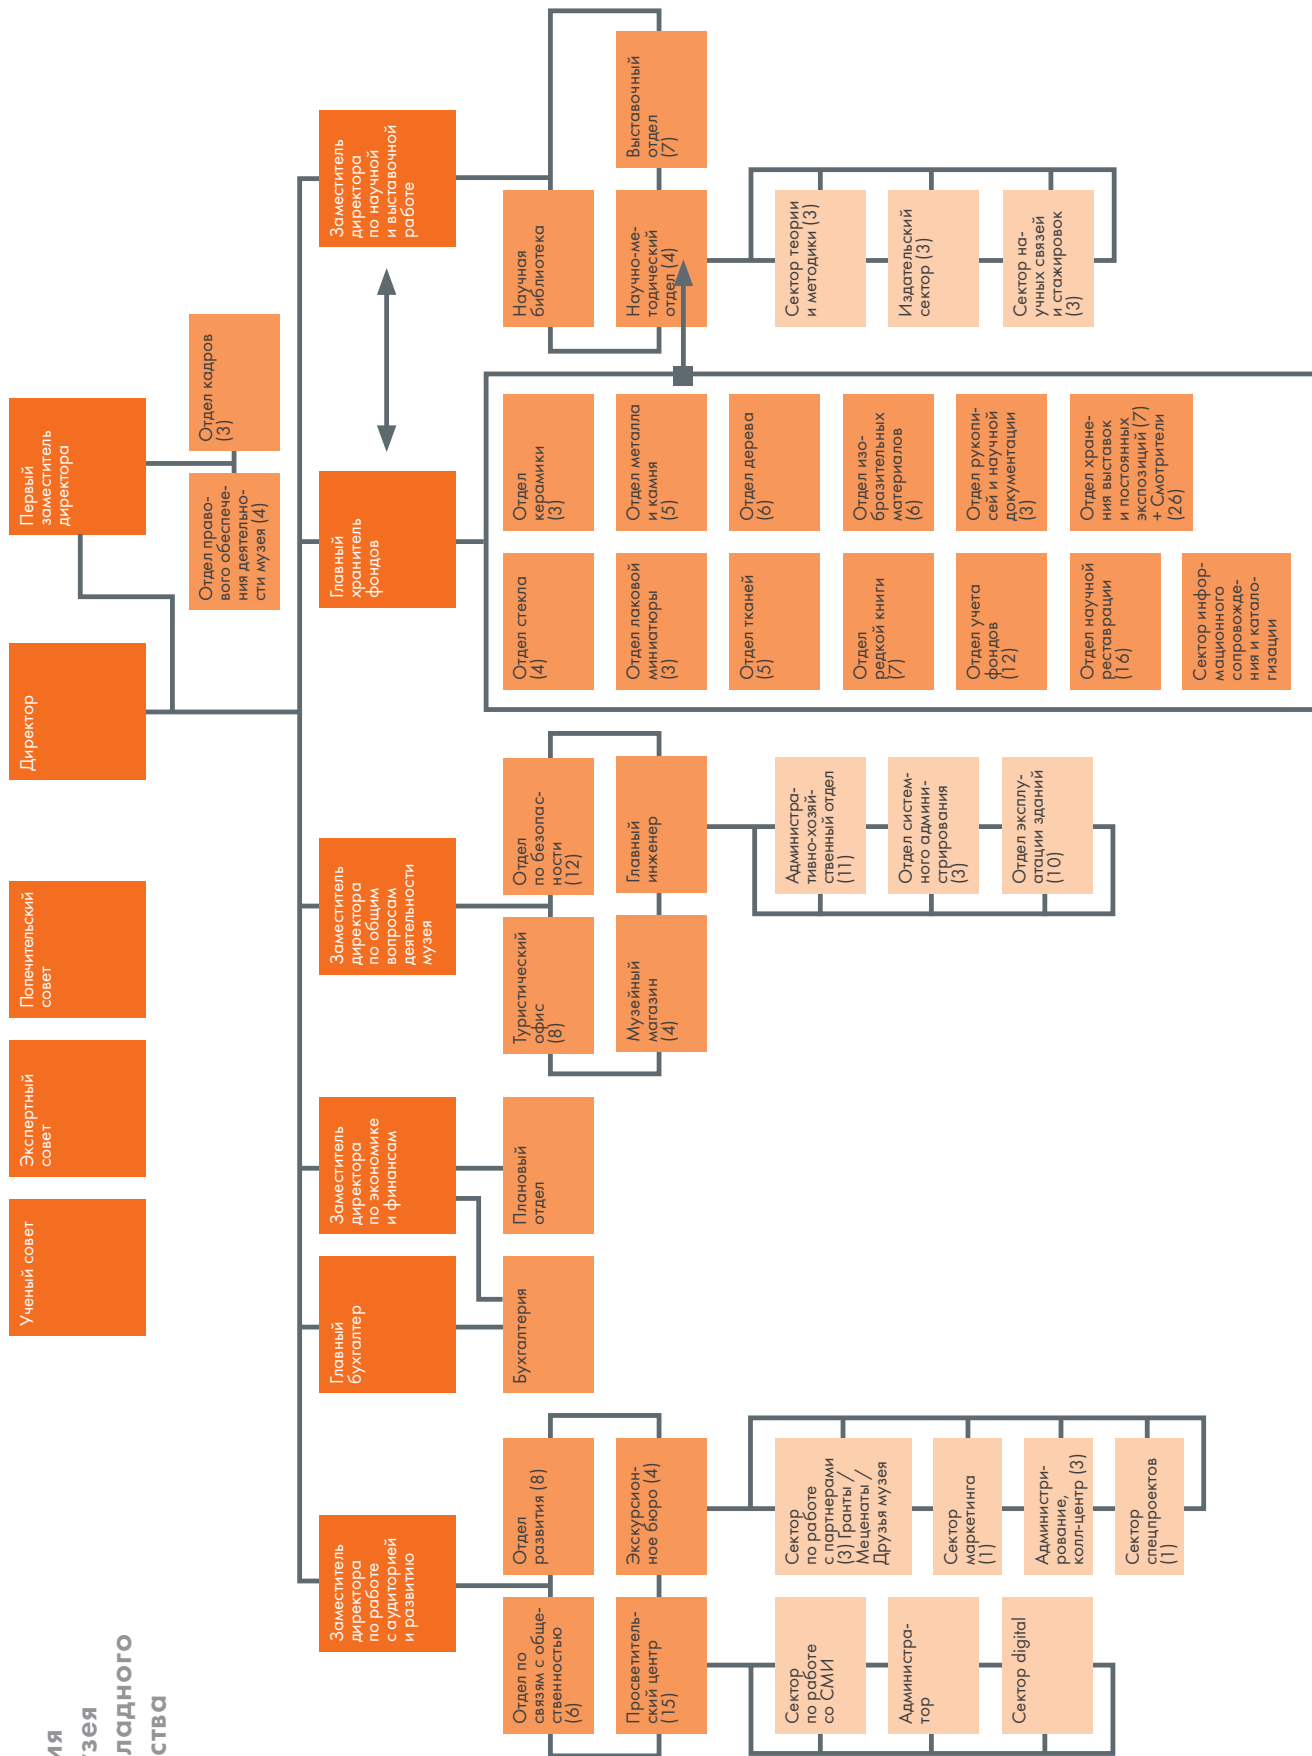 ия
узея
ладного
ства
Ученый совет
Экспертный
совет
Попечительский
совет
Директор
Первый
заместитель
директора
Отдел право-
вого обеспече-
ния деятельно-
сти музея (4)
Отдел кадров
(3)
Заместитель
директора
по работе
с аудиторией
и развитию
Главный
бухгалтер
Заместитель
директора
по экономике
и финансам
Заместитель
директора
по общим
вопросам
деятельности
музея
Главный
хранитель
фондов
Заместитель
директора
по научной
и выставочной
работе
Отдел по
связям с обще-
ственностью
(6)
Отдел
развития (8)
Просветитель-
ский центр
(15)
Экскурсион-
ное бюро (4)
Сектор
по работе
со СМИ
Администра-
тор
Сектор digital
Сектор
по работе
с партнерами
(3) Гранты /
Меценаты /
Друзья музея
Сектор
маркетинга
(1)
Администри-
рование,
колл-центр (3)
Сектор
спецпроектов
(1)
Бухгалтерия
Плановый
отдел
Туристический
офис
(8)
Отдел
по безопас-
ности
(12)
Музейный
магазин
(4)
Главный
инженер
Администра-
тивно-хозяй-
ственный отдел
(11)
Отдел систем-
ного админи-
стрирования
(3)
Отдел эксплу-
атации зданий
(10)
Отдел стекла
(4)
Отдел
керамики
(3)
Отдел лаковой
миниатюры
(3)
Отдел металла
и камня
(5)
Отдел тканей
(5)
Отдел дерева
(6)
Отдел
редкой книги
(7)
Отдел изо-
бразительных
материалов
(6)
Отдел учета
фондов
(12)
Отдел рукопи-
сей и научной
документации
(3)
Отдел научной
реставрации
(16)
Отдел хране-
ния выставок
и постоянных
экспозиций (7)
+ Смотрители
(26)
Сектор инфор-
мационного
сопровожде-
ния и катало-
гизации
Научная
библиотека
Научно-ме-
тодический
отдел (4)
Выставочный
отдел
(7)
Сектор теории
и методики (3)
Издательский
сектор (3)
Сектор на-
учных связей
и стажировок
(3)